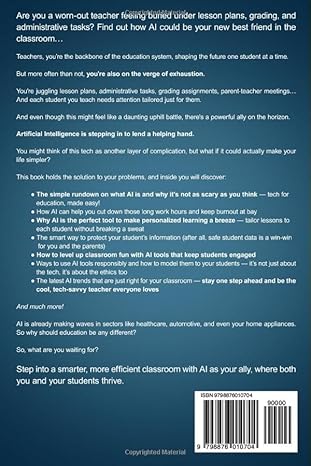 Are you a worn-out teacher feeling buried under lesson plans, grading, and
administrative tasks? Find out how AI could be your new best friend in the
classroom…
Teachers, you're the backbone of the education system, shaping the future one student at a time.
But more often than not, you're also on the verge of exhaustion.
You're juggling lesson plans, administrative tasks, grading assignments, parent-teacher meetings…
And each student you teach needs attention tailored just for them.
And even though this might feel like a daunting uphill battle, there's a powerful ally on the horizon.
Artificial Intelligence is stepping in to lend a helping hand.
You might think of this tech as another layer of complication, but what if it could actually make your
life simpler?
This book holds the solution to your problems, and inside you will discover:
• The simple rundown on what AI is and why it's not as scary as you think — tech for
education, made easy!
• How AI can help you cut down those long work hours and keep burnout at bay
• Why AI is the perfect tool to make personalized learning a breeze — tailor lessons to
each student without breaking a sweat
• The smart way to protect your student's information (after all, safe student data is a win-win
for you and the parents)
• How to level up classroom fun with AI tools that keep students engaged
• Ways to use AI tools responsibly and how to model them to your students — it's not just about
the tech, it's about the ethics too
• The latest AI trends that are just right for your classroom — stay one step ahead and be the
cool, tech-savvy teacher everyone loves
And much more!
AI is already making waves in sectors like healthcare, automotive, and even your home appliances.
So why should education be any different?
So, what are you waiting for?
Step into a smarter, more efficient classroom with AI as your ally, where both
you and your students thrive.
ISBN 9798876010704
90000
9 798876 010704
Copyrighted Material